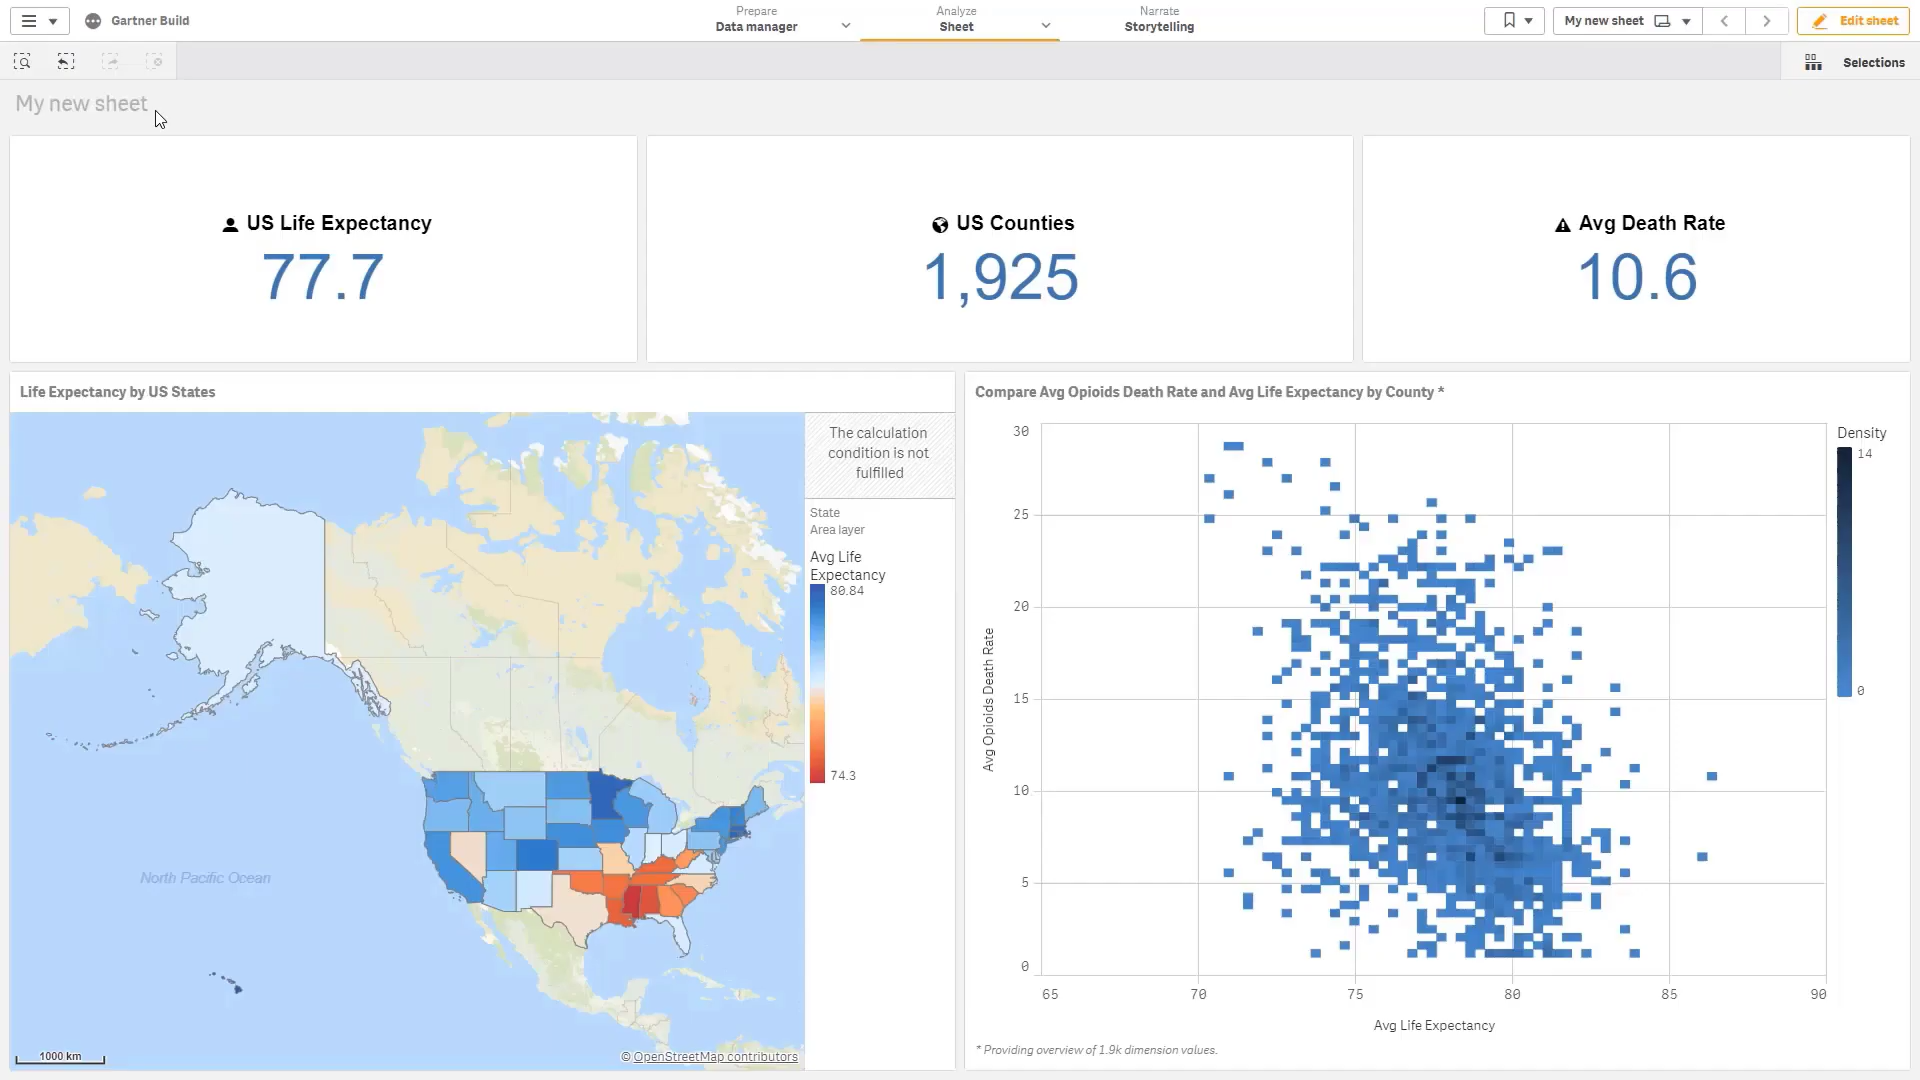 Gartner Build
Prepare
Data manager
Analyze
Sheet
Narrate
Storytelling
My new sheet
Edit sheet
Selections
My new sheet
US Life Expectancy
77.7
US Counties
1,925
Avg Death Rate
10.6
Life Expectancy by US States
The calculation
condition is not
fulfilled
State
Area layer
Avg Life
Expectancy
80.84
74.3
North Pacific Ocean
1000 km
© OpenStreetMap contributors
Compare Avg Opioids Death Rate and Avg Life Expectancy by County *
Density
14
0
Avg Opioids Death Rate
30
25
20
15
10
5
0
65 70 75 80 85 90
Avg Life Expectancy
* Providing overview of 1.9k dimension values.